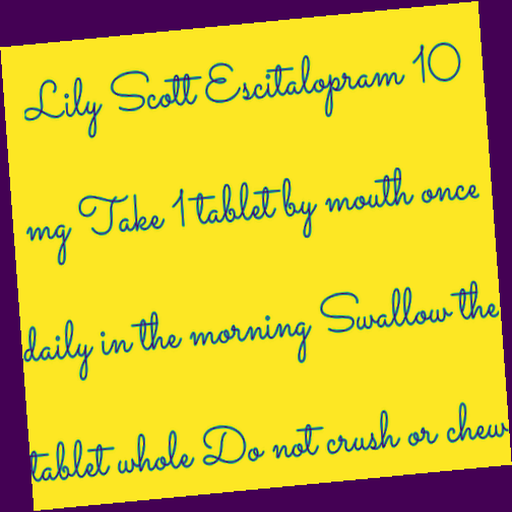 Lily Scott Escitalopram 10
mg Take 1 tablet by mouth once
daily in the morning Swallow the
tablet whole Do not crush or chew